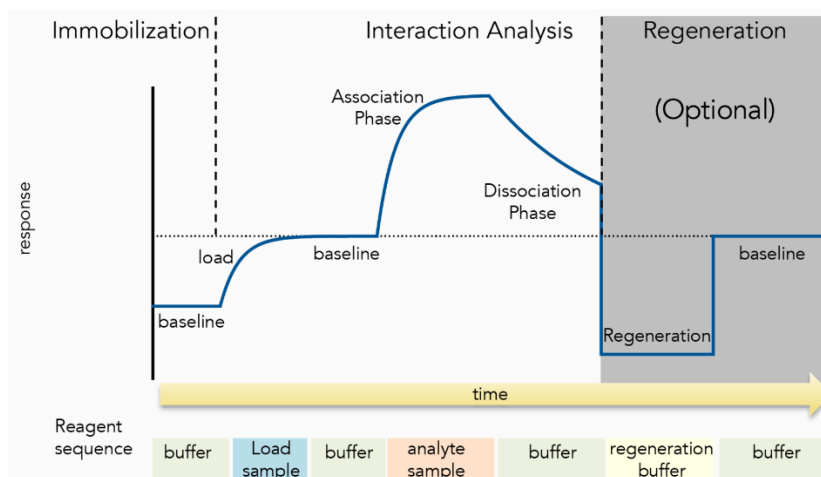 Immobilization
Interaction Analysis
Regeneration
(Optional)
Association
Phase
Dissociation
Phase
response
load
baseline
baseline
baseline
Regeneration
time
Reagent
sequence
buffer
Load
sample
buffer
analyte
sample
buffer
regeneration
buffer
buffer